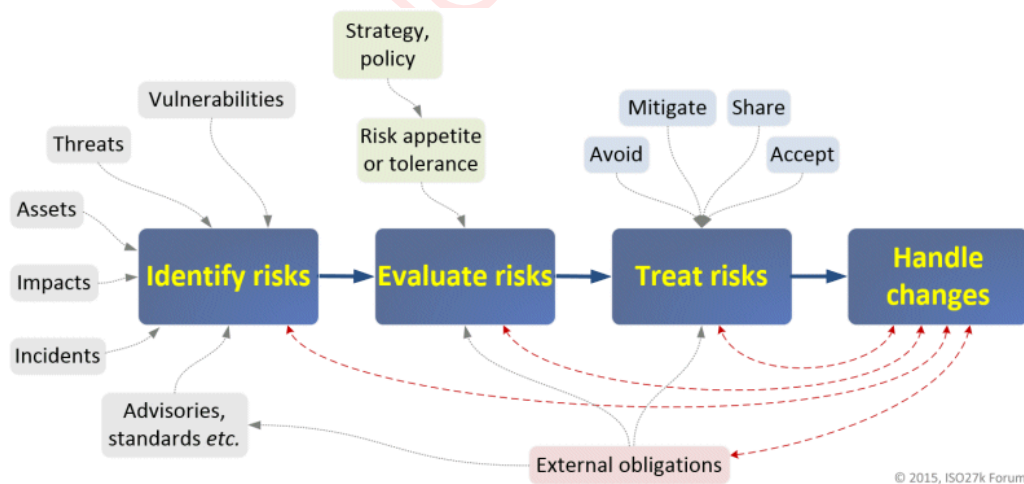 Strategy,
policy
Vulnerabilities
Mitigate
Share
Threats
Risk appetite
or tolerance
Avoid
Accept
Assets
Identify risks
Evaluate risks
Treat risks
Handle
changes
Impacts
Incidents
Advisories,
standards etc.
External obligations
© 2015, ISO27k Forum